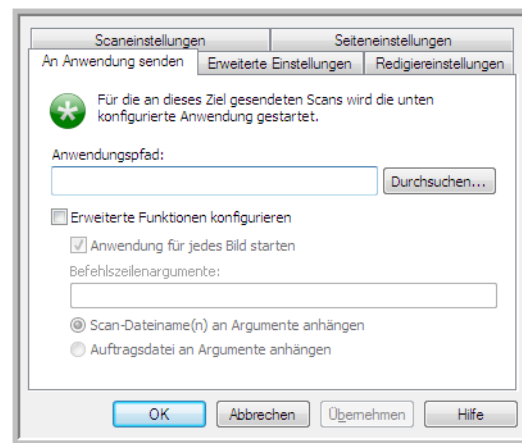 Scaneinstellungen
Seiteneinstellungen
An Anwendung senden
Erweiterte Einstellungen
Redigiereinstellungen
Für die an dieses Ziel gesendeten Scans wird die unten
konfigurierte Anwendung gestartet.
Anwendungspfad:
Durchsuchen...
Erweiterte Funktionen konfigurieren
Anwendung für jedes Bild starten
Befehlszeilenargumente:
Scan-Dateiname(n) an Argumente anhängen
Auftragsdatei an Argumente anhängen
OK
Abbrechen
Übernehmen
Hilfe